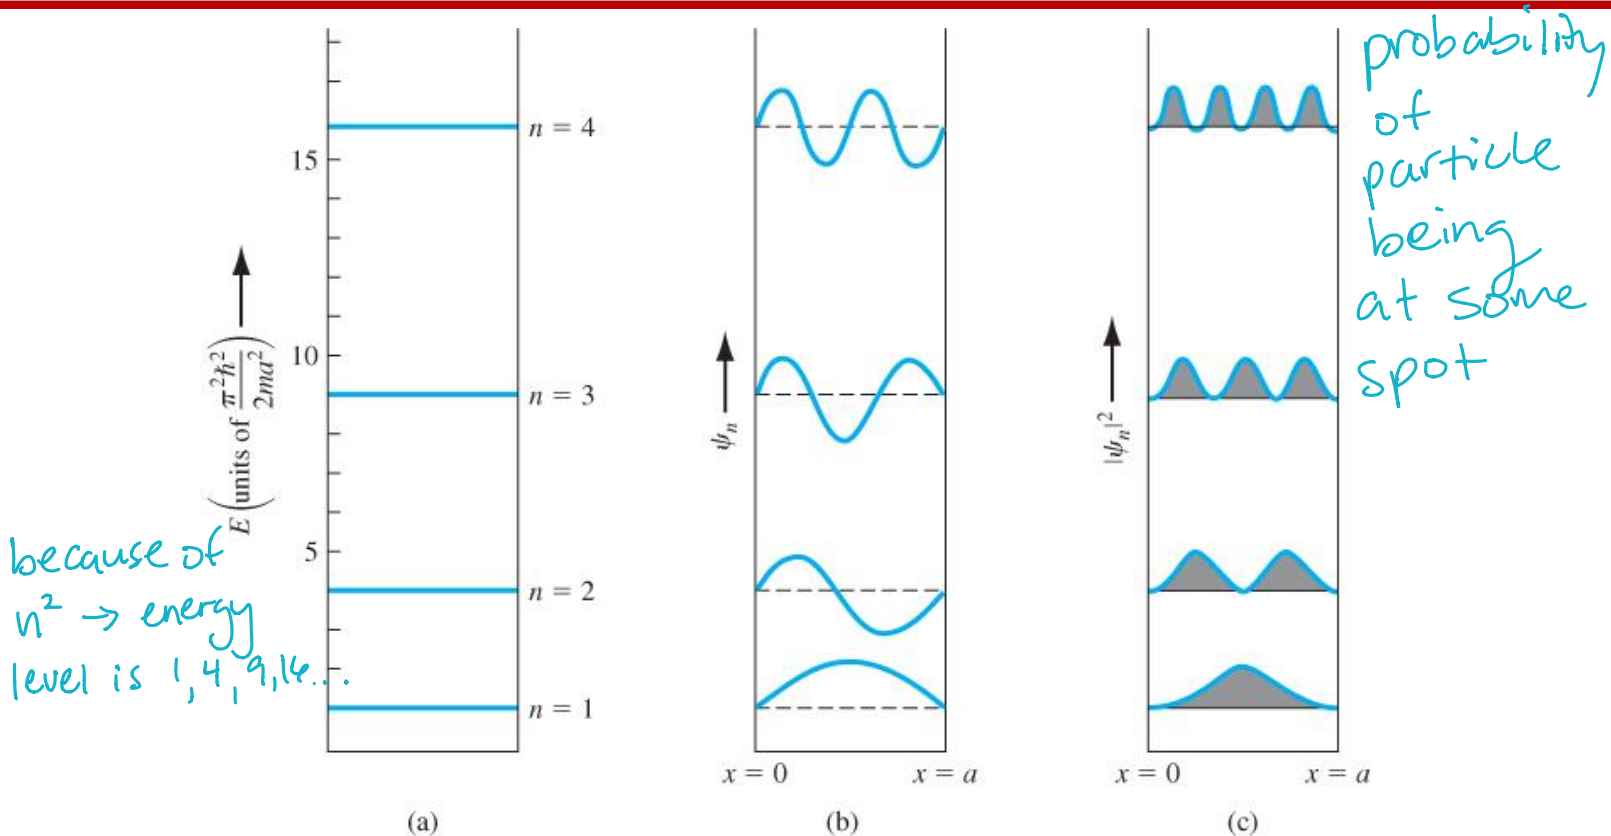 probability
of
particle
being
at some
spot
because of
n² → energy
level is 1, 4, 9, 16...
E (units of π²ħ²/2ma²)
15
10
5
n = 4
n = 3
n = 2
n = 1
(a)
ψₙ
x = 0
x = a
(b)
|ψₙ|²
x = 0
x = a
(c)